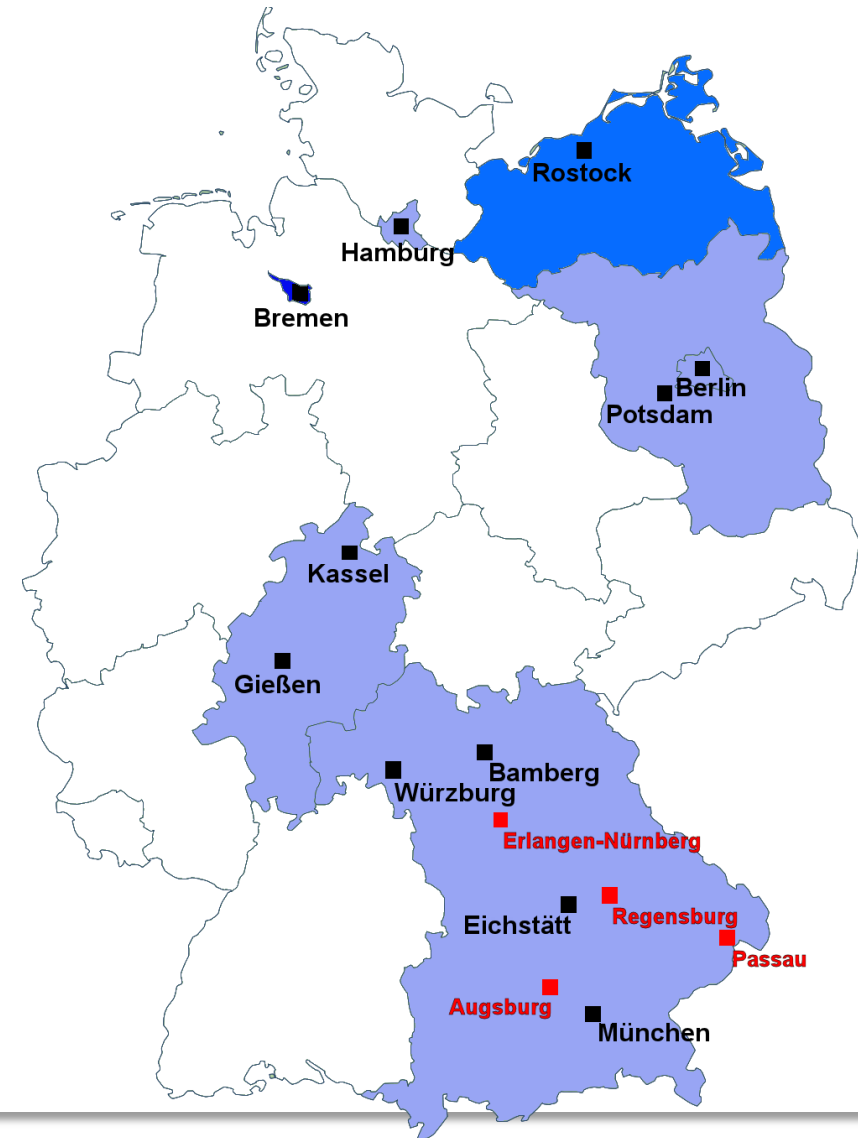 Rostock
Hamburg
Bremen
Berlin
Potsdam
Kassel
Gießen
Bamberg
Würzburg
Erlangen-Nürnberg
Regensburg
Eichstätt
Passau
Augsburg
München